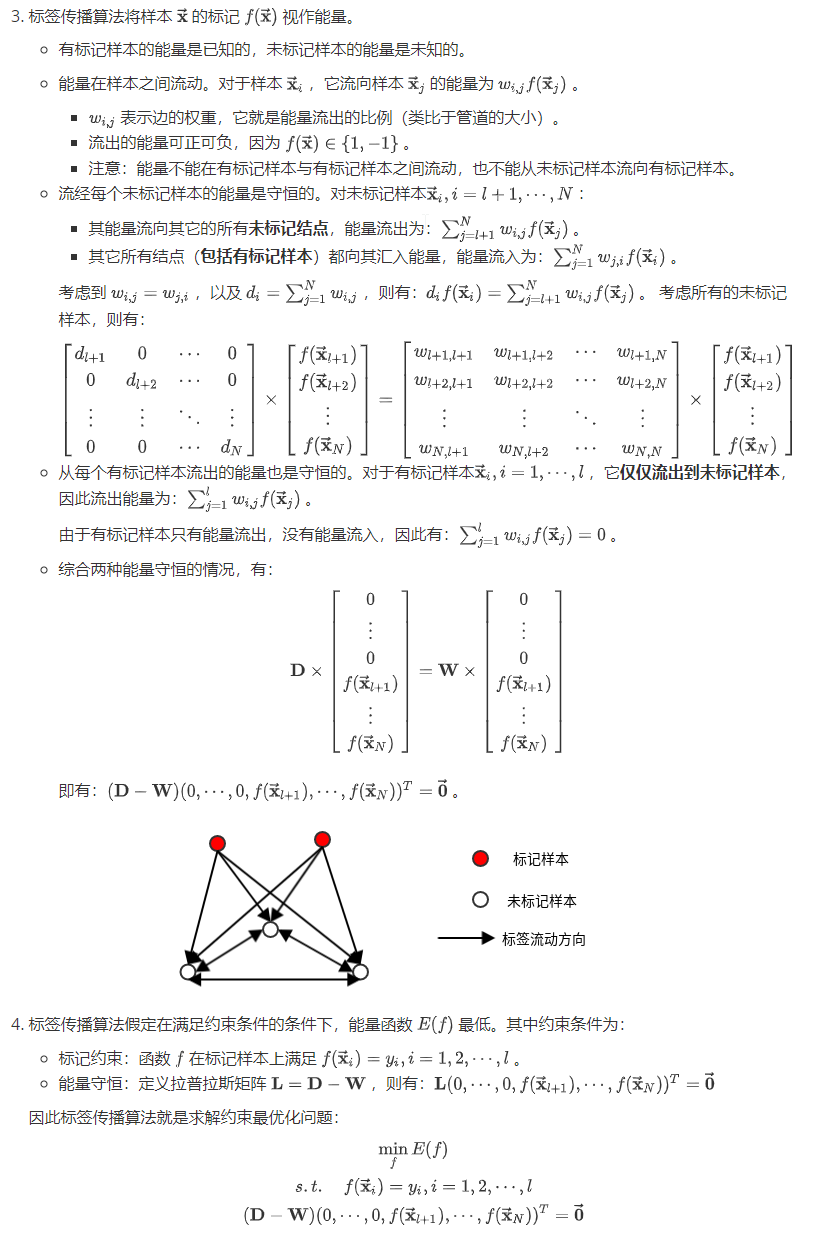 3. 标签传播算法将样本 $\vec{\mathbf{x}}$ 的标记 $f(\vec{\mathbf{x}})$ 视作能量。
○ 有标记样本的能量是已知的，未标记样本的能量是未知的。
○ 能量在样本之间流动。对于样本 $\vec{\mathbf{x}}_i$ ，它流向样本 $\vec{\mathbf{x}}_j$ 的能量为 $w_{i,j}f(\vec{\mathbf{x}}_j)$ 。
■ $w_{i,j}$ 表示边的权重，它就是能量流出的比例（类比于管道的大小）。
■ 流出的能量可正可负，因为 $f(\vec{\mathbf{x}}) \in \{1,-1\}$ 。
■ 注意：能量不能在有标记样本与有标记样本之间流动，也不能从未标记样本流向有标记样本。
○ 流经每个未标记样本的能量是守恒的。对未标记样本$\vec{\mathbf{x}}_i, i=l+1,\cdots,N$ ：
■ 其能量流向其它的所有未标记结点，能量流出为：$\sum_{j=l+1}^{N} w_{i,j}f(\vec{\mathbf{x}}_j)$ 。
■ 其它所有结点（包括有标记样本）都向其汇入能量，能量流入为：$\sum_{j=1}^{N} w_{j,i}f(\vec{\mathbf{x}}_i)$ 。
考虑到 $w_{i,j}=w_{j,i}$ ，以及 $d_i=\sum_{j=1}^{N} w_{i,j}$ ，则有：$d_i f(\vec{\mathbf{x}}_i)=\sum_{j=l+1}^{N} w_{i,j}f(\vec{\mathbf{x}}_j)$ 。 考虑所有的未标记
样本，则有：
$\begin{bmatrix} d_{l+1} & 0 & \cdots & 0 \\ 0 & d_{l+2} & \cdots & 0 \\ \vdots & \vdots & \ddots & \vdots \\ 0 & 0 & \cdots & d_N \end{bmatrix} \times \begin{bmatrix} f(\vec{\mathbf{x}}_{l+1}) \\ f(\vec{\mathbf{x}}_{l+2}) \\ \vdots \\ f(\vec{\mathbf{x}}_N) \end{bmatrix} = \begin{bmatrix} w_{l+1,l+1} & w_{l+1,l+2} & \cdots & w_{l+1,N} \\ w_{l+2,l+1} & w_{l+2,l+2} & \cdots & w_{l+2,N} \\ \vdots & \vdots & \ddots & \vdots \\ w_{N,l+1} & w_{N,l+2} & \cdots & w_{N,N} \end{bmatrix} \times \begin{bmatrix} f(\vec{\mathbf{x}}_{l+1}) \\ f(\vec{\mathbf{x}}_{l+2}) \\ \vdots \\ f(\vec{\mathbf{x}}_N) \end{bmatrix}$
○ 从每个有标记样本流出的能量也是守恒的。对于有标记样本$\vec{\mathbf{x}}_i, i=1,\cdots,l$ ，它仅仅流出到未标记样本，
因此流出能量为：$\sum_{j=1}^{l} w_{i,j}f(\vec{\mathbf{x}}_j)$ 。
由于有标记样本只有能量流出，没有能量流入，因此有：$\sum_{j=1}^{l} w_{i,j}f(\vec{\mathbf{x}}_j)=0$ 。
○ 综合两种能量守恒的情况，有：
$\mathbf{D} \times \begin{bmatrix} 0 \\ \vdots \\ 0 \\ f(\vec{\mathbf{x}}_{l+1}) \\ \vdots \\ f(\vec{\mathbf{x}}_N) \end{bmatrix} = \mathbf{W} \times \begin{bmatrix} 0 \\ \vdots \\ 0 \\ f(\vec{\mathbf{x}}_{l+1}) \\ \vdots \\ f(\vec{\mathbf{x}}_N) \end{bmatrix}$
即有：$(\mathbf{D}-\mathbf{W})(0,\cdots,0,f(\vec{\mathbf{x}}_{l+1}),\cdots,f(\vec{\mathbf{x}}_N))^T=\vec{\mathbf{0}}$ 。
标记样本
未标记样本
标签流动方向
4. 标签传播算法假定在满足约束条件的条件下，能量函数 $E(f)$ 最低。其中约束条件为：
○ 标记约束：函数 $f$ 在标记样本上满足 $f(\vec{\mathbf{x}}_i)=y_i, i=1,2,\cdots,l$ 。
○ 能量守恒：定义拉普拉斯矩阵 $\mathbf{L}=\mathbf{D}-\mathbf{W}$ ，则有：$\mathbf{L}(0,\cdots,0,f(\vec{\mathbf{x}}_{l+1}),\cdots,f(\vec{\mathbf{x}}_N))^T=\vec{\mathbf{0}}$
因此标签传播算法就是求解约束最优化问题：
$\min_f E(f)$
$s.t. \quad f(\vec{\mathbf{x}}_i)=y_i, i=1,2,\cdots,l$
$(\mathbf{D}-\mathbf{W})(0,\cdots,0,f(\vec{\mathbf{x}}_{l+1}),\cdots,f(\vec{\mathbf{x}}_N))^T=\vec{\mathbf{0}}$